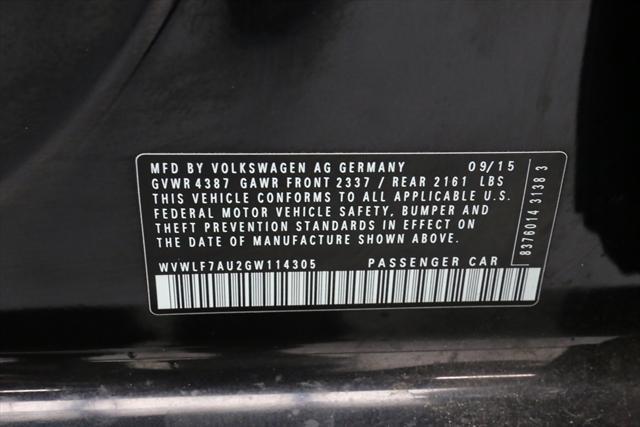 MFD BY VOLKSWAGEN AG GERMANY 09/15
GVWR 4387 GAWR FRONT 2337 / REAR 2161 LBS
THIS VEHICLE CONFORMS TO ALL APPLICABLE U.S.
FEDERAL MOTOR VEHICLE SAFETY, BUMPER AND
THEFT PREVENTION STANDARDS IN EFFECT ON
THE DATE OF MANUFACTURE SHOWN ABOVE.
WVWLF7AU2GW114305 PASSENGER CAR
8376014 3138 3